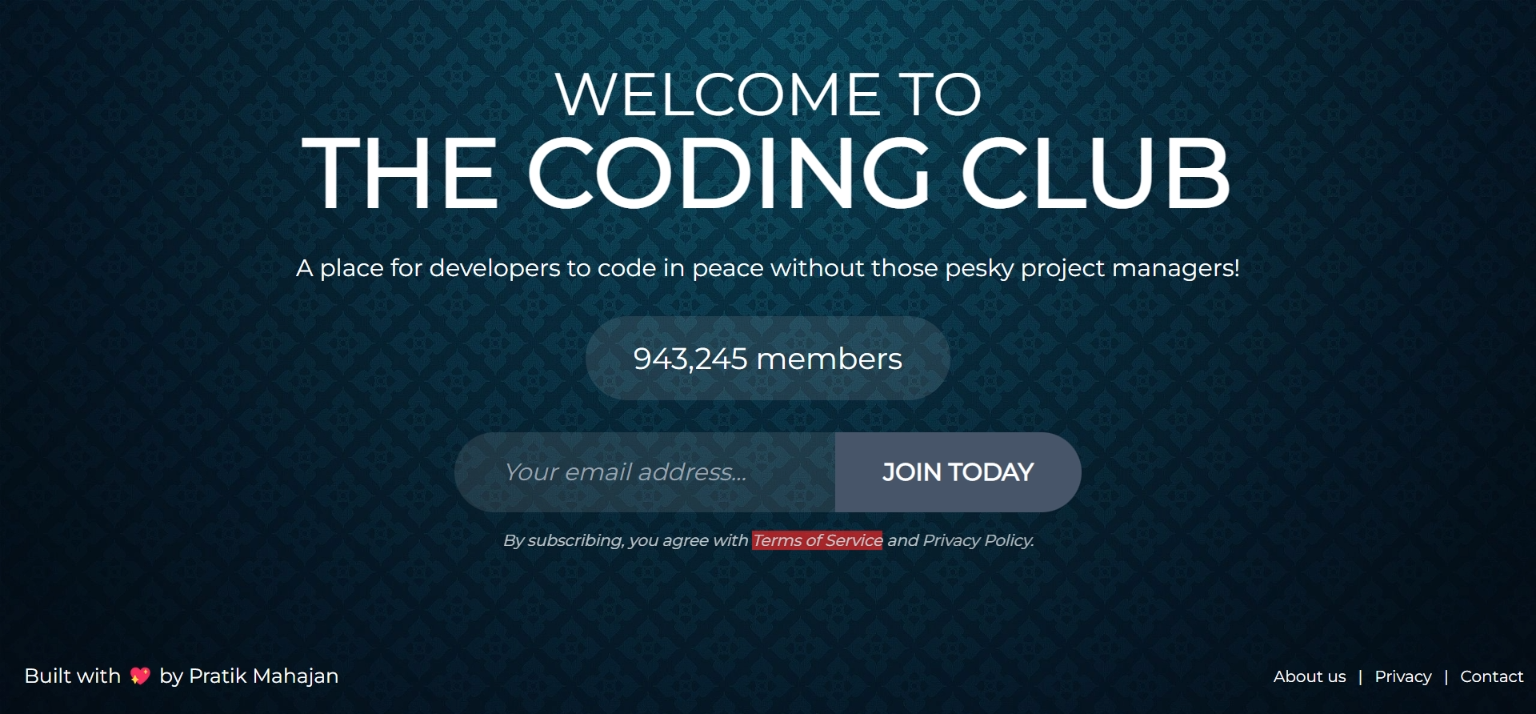 WELCOME TO
THE CODING CLUB
A place for developers to code in peace without those pesky project managers!
943,245 members
Your email address...
JOIN TODAY
By subscribing, you agree with Terms of Service and Privacy Policy.
Built with 💖 by Pratik Mahajan
About us | Privacy | Contact